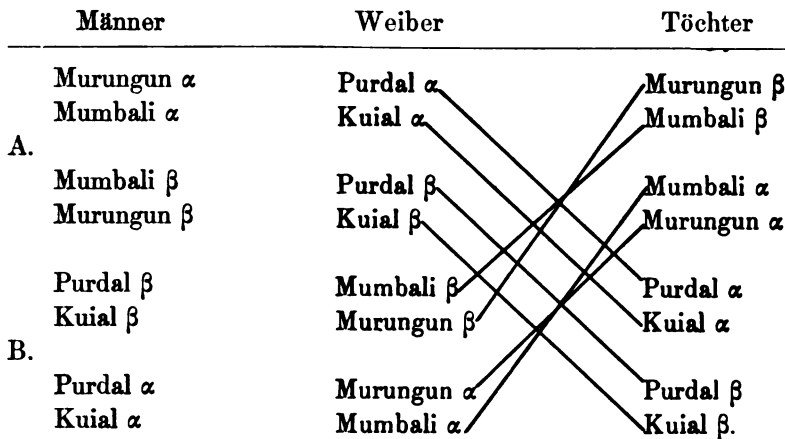 Männer Weiber Töchter
Murungun α Purdal α Murungun β
Mumbali α Kuial α Mumbali β
A.
Mumbali β Purdal β Mumbali α
Murungun β Kuial β Murungun α
Purdal β Mumbali β Purdal α
Kuial β Murungun β Kuial α
B.
Purdal α Murungun α Purdal β
Kuial α Mumbali α Kuial β.